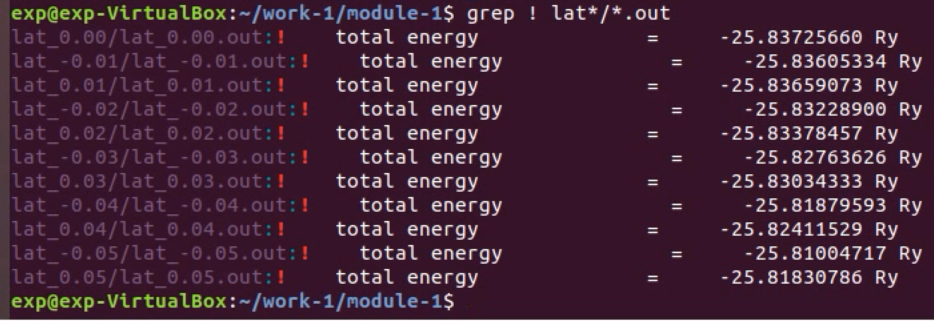 exp@exp-VirtualBox:~/work-1/module-1$ grep ! lat*/*.out
lat_0.00/lat_0.00.out:!    total energy              =     -25.83725660 Ry
lat_-0.01/lat_-0.01.out:!    total energy              =     -25.83605334 Ry
lat_0.01/lat_0.01.out:!    total energy              =     -25.83659073 Ry
lat_-0.02/lat_-0.02.out:!    total energy              =     -25.83228900 Ry
lat_0.02/lat_0.02.out:!    total energy              =     -25.83378457 Ry
lat_-0.03/lat_-0.03.out:!    total energy              =     -25.82763626 Ry
lat_0.03/lat_0.03.out:!    total energy              =     -25.83034333 Ry
lat_-0.04/lat_-0.04.out:!    total energy              =     -25.81879593 Ry
lat_0.04/lat_0.04.out:!    total energy              =     -25.82411529 Ry
lat_-0.05/lat_-0.05.out:!    total energy              =     -25.81004717 Ry
lat_0.05/lat_0.05.out:!    total energy              =     -25.81830786 Ry
exp@exp-VirtualBox:~/work-1/module-1$